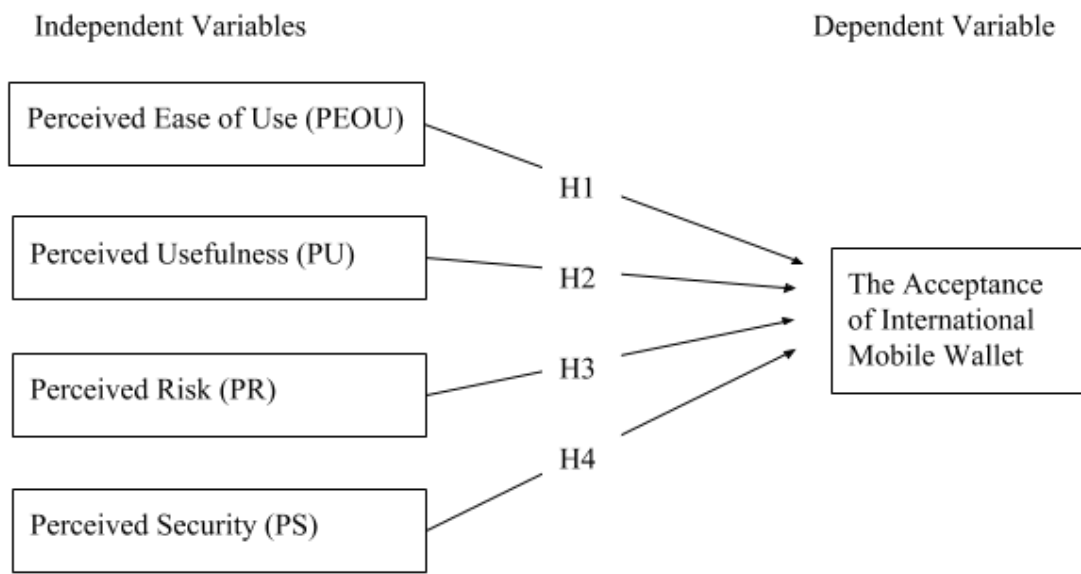 Independent Variables
Dependent Variable
Perceived Ease of Use (PEOU)
H1
Perceived Usefulness (PU)
H2
The Acceptance
of International
Mobile Wallet
Perceived Risk (PR)
H3
H4
Perceived Security (PS)